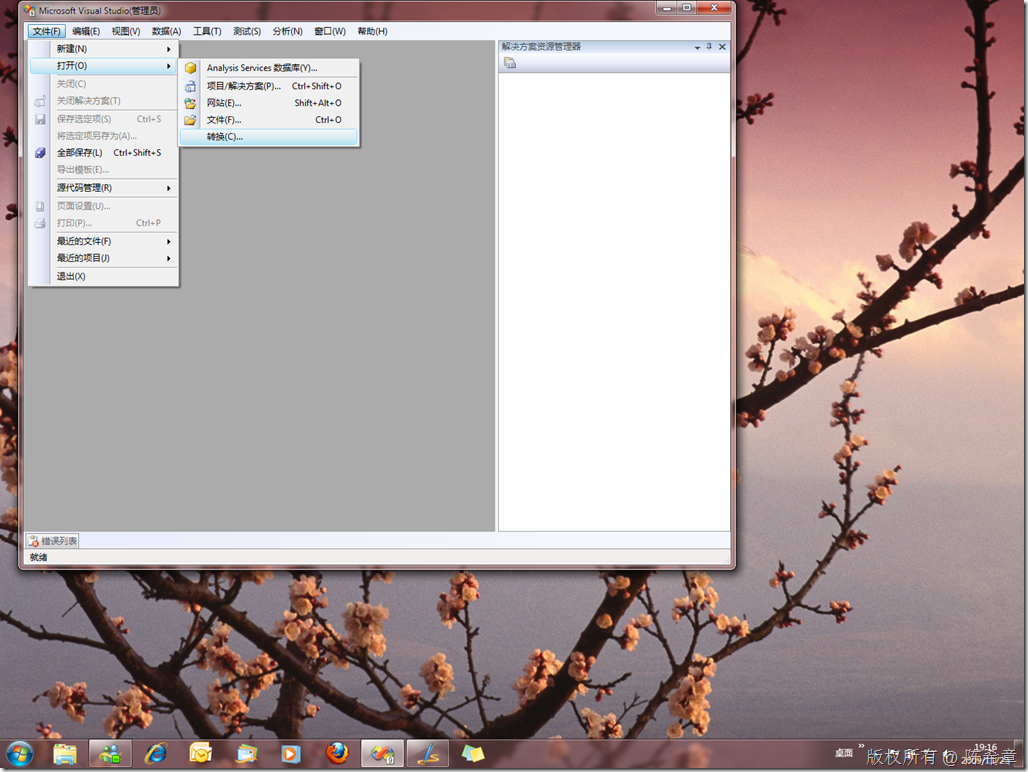 Microsoft Visual Studio(管理员)
文件(F) 编辑(E) 视图(V) 数据(A) 工具(T) 测试(S) 分析(N) 窗口(W) 帮助(H)
新建(N)
打开(O)
关闭(C)
关闭解决方案(T)
保存选定项(S) Ctrl+S
将选定项另存为(A)...
全部保存(L) Ctrl+Shift+S
导出模板(E)...
源代码管理(R)
页面设置(U)...
打印(P)... Ctrl+P
最近的文件(F)
最近的项目(J)
退出(X)
Analysis Services 数据库(Y)...
项目/解决方案(P)... Ctrl+Shift+O
网站(E)... Shift+Alt+O
文件(F)... Ctrl+O
转换(C)...
解决方案资源管理器
错误列表
就绪
桌面
19:16
版权所有 @ 陈希章